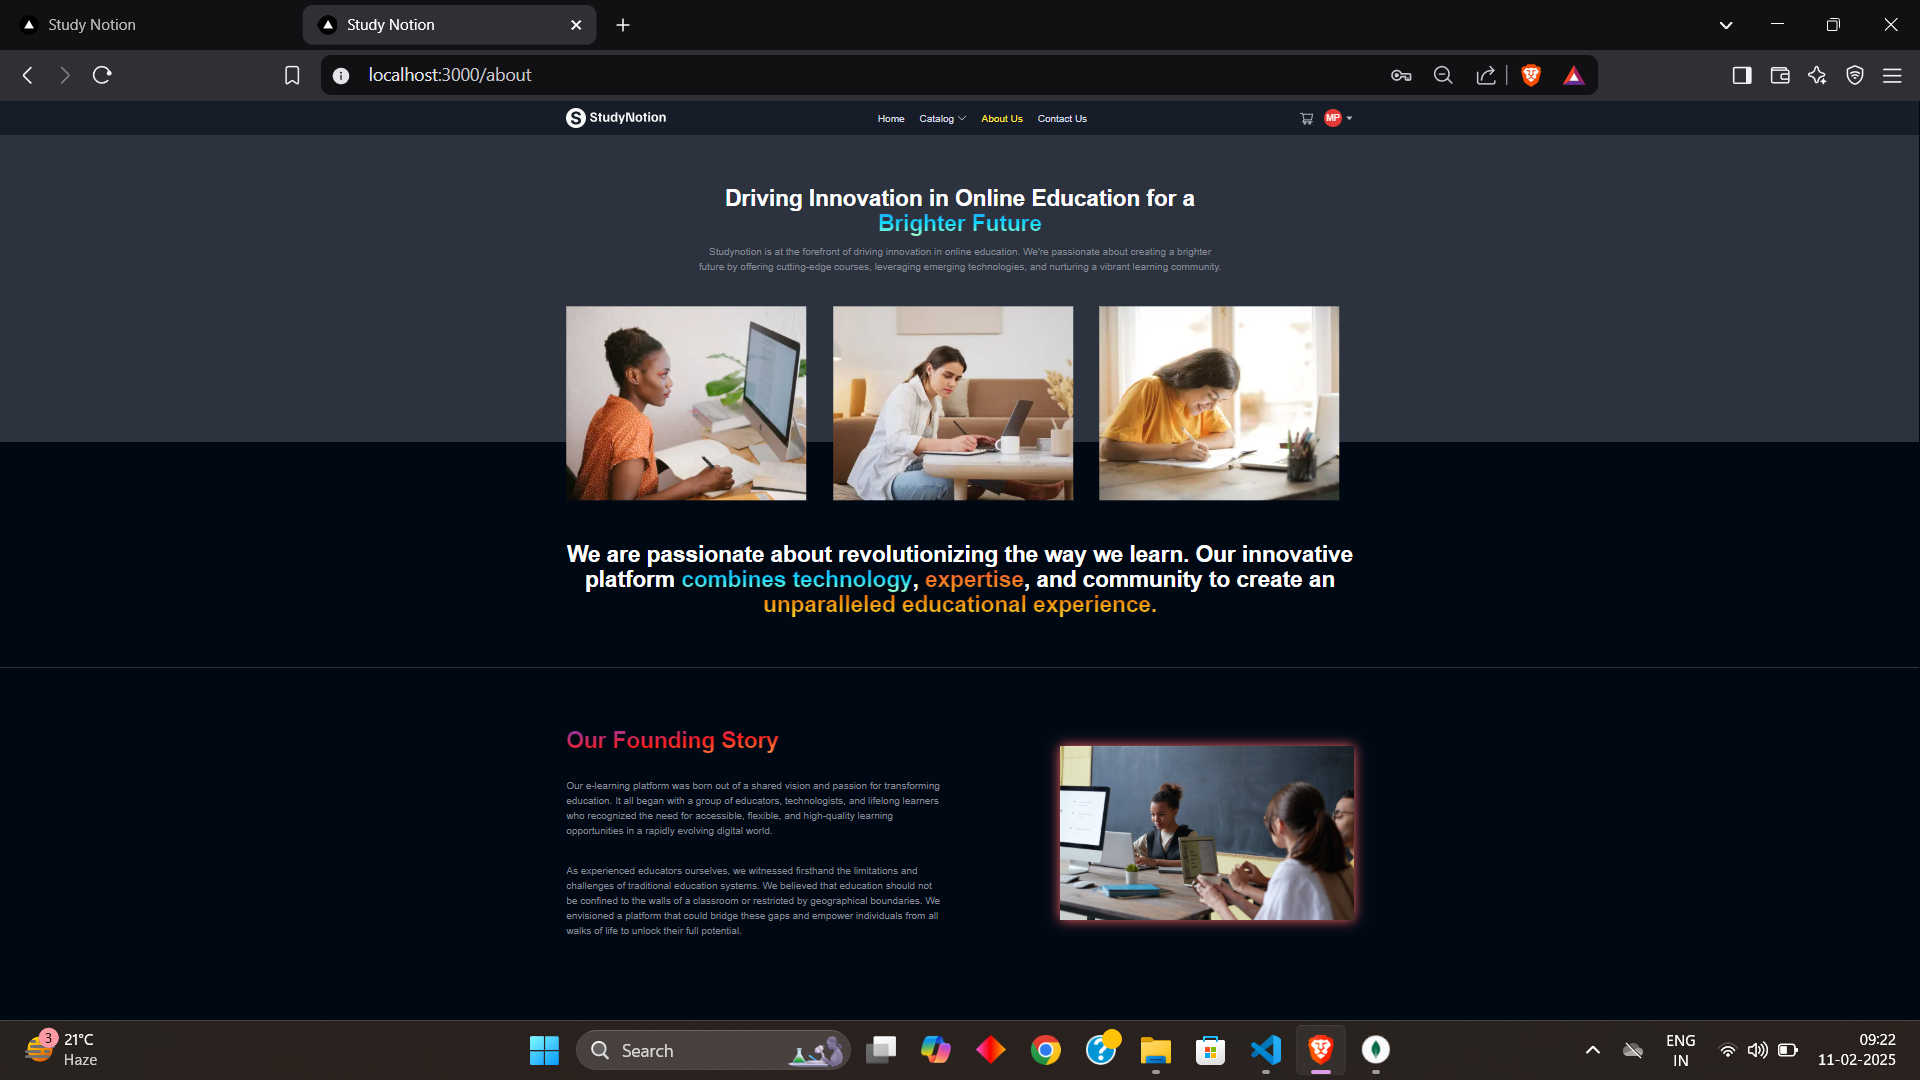 Study Notion
Study Notion
localhost:3000/about
StudyNotion
Home Catalog About Us Contact Us
MP
Driving Innovation in Online Education for a
Brighter Future
Studynotion is at the forefront of driving innovation in online education. We're passionate about creating a brighter
future by offering cutting-edge courses, leveraging emerging technologies, and nurturing a vibrant learning community.
We are passionate about revolutionizing the way we learn. Our innovative
platform combines technology, expertise, and community to create an
unparalleled educational experience.
Our Founding Story
Our e-learning platform was born out of a shared vision and passion for transforming
education. It all began with a group of educators, technologists, and lifelong learners
who recognized the need for accessible, flexible, and high-quality learning
opportunities in a rapidly evolving digital world.
As experienced educators ourselves, we witnessed firsthand the limitations and
challenges of traditional education systems. We believed that education should not
be confined to the walls of a classroom or restricted by geographical boundaries. We
envisioned a platform that could bridge these gaps and empower individuals from all
walks of life to unlock their full potential.
3
21°C
Haze
Search
ENG
IN
09:22
11-02-2025